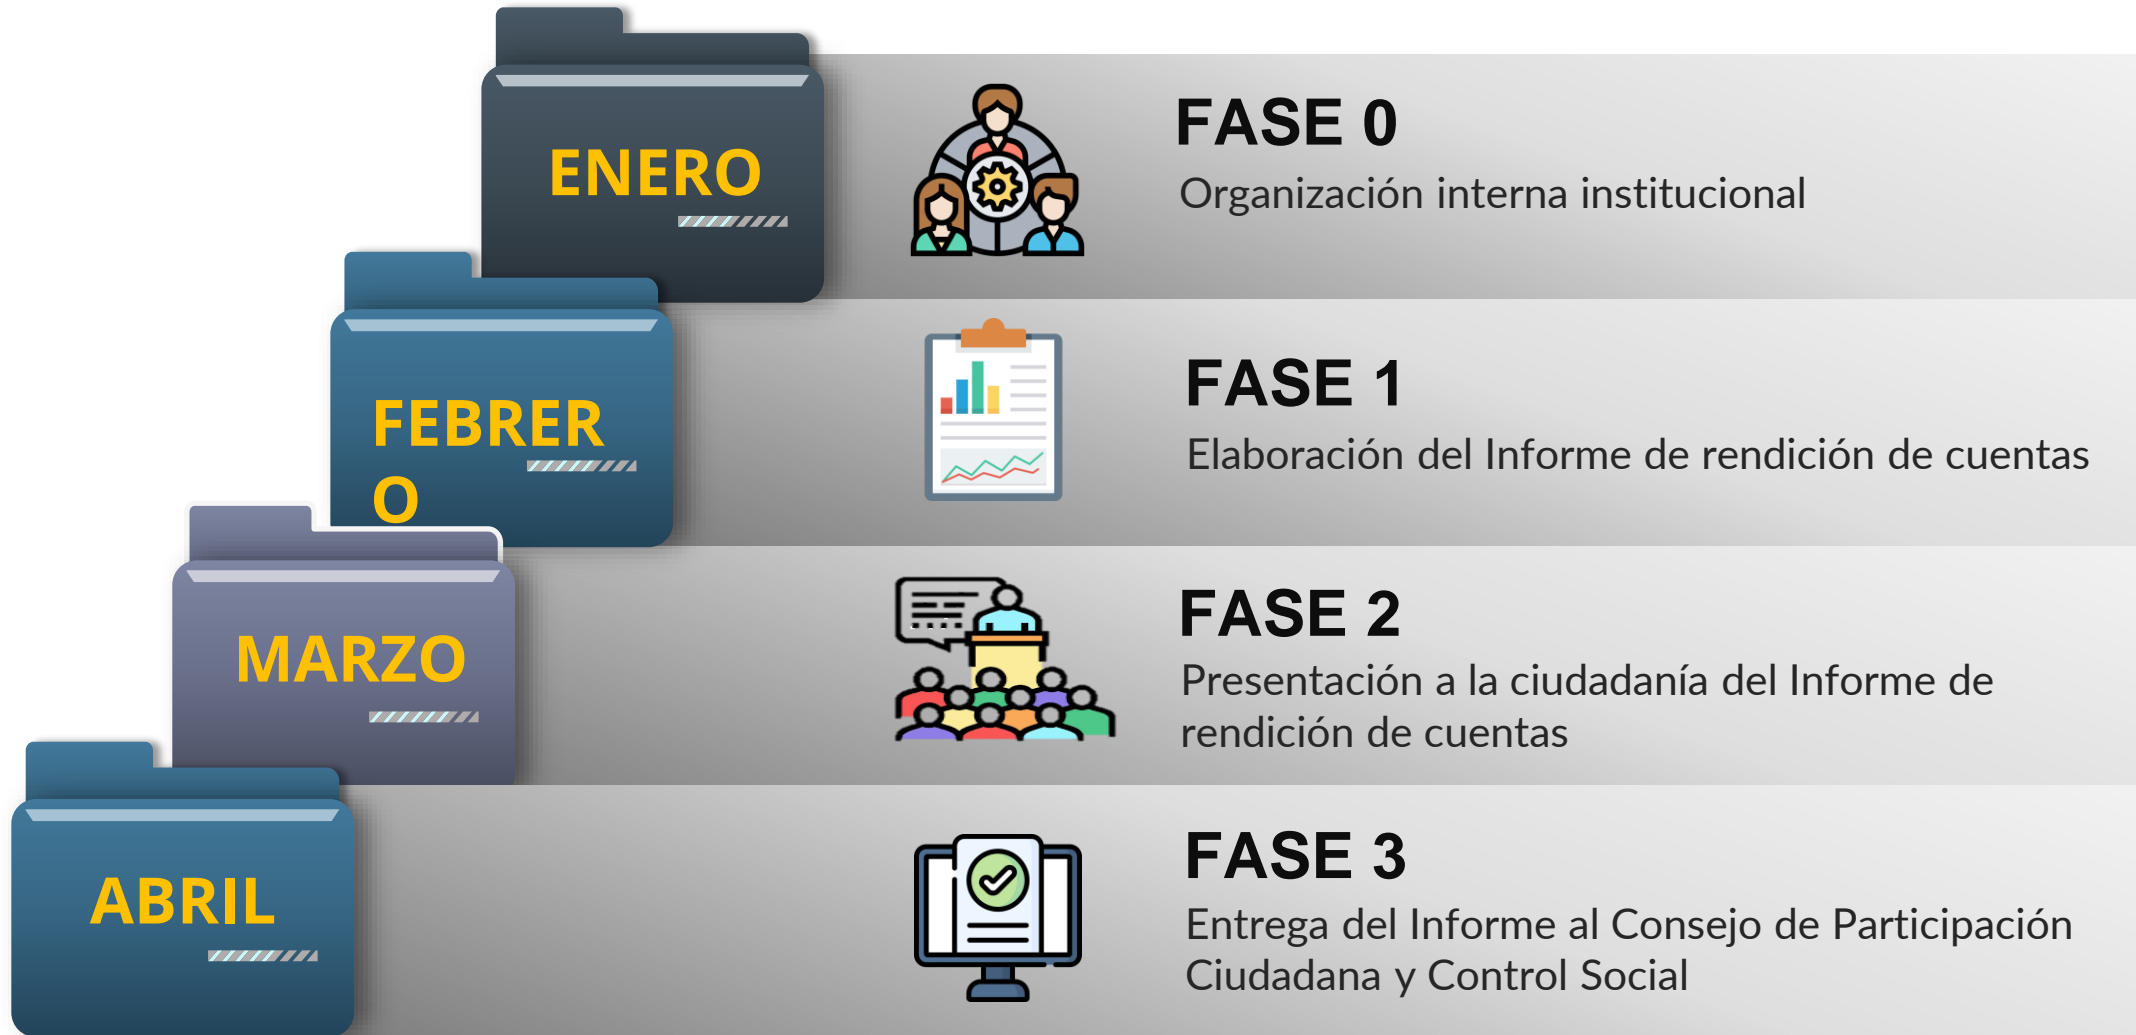 ENERO
FASE 0
Organización interna institucional
FEBRER
O
FASE 1
Elaboración del Informe de rendición de cuentas
MARZO
FASE 2
Presentación a la ciudadanía del Informe de
rendición de cuentas
ABRIL
FASE 3
Entrega del Informe al Consejo de Participación
Ciudadana y Control Social